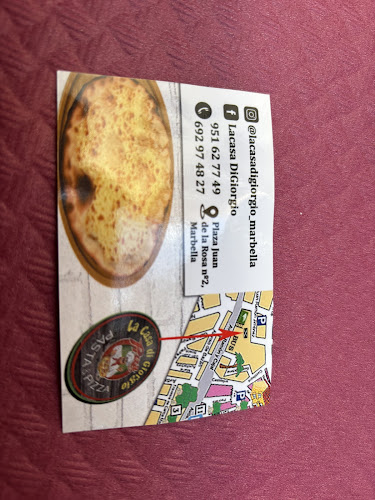 @lacasadigiorgio_marbella
Lacasa DiGiorgio
951 62 77 49
692 97 48 27
Plaza Juan
de la Rosa nº2,
Marbella
La Casa di Giorgio
PASTA PIZZA
BUS
P
P